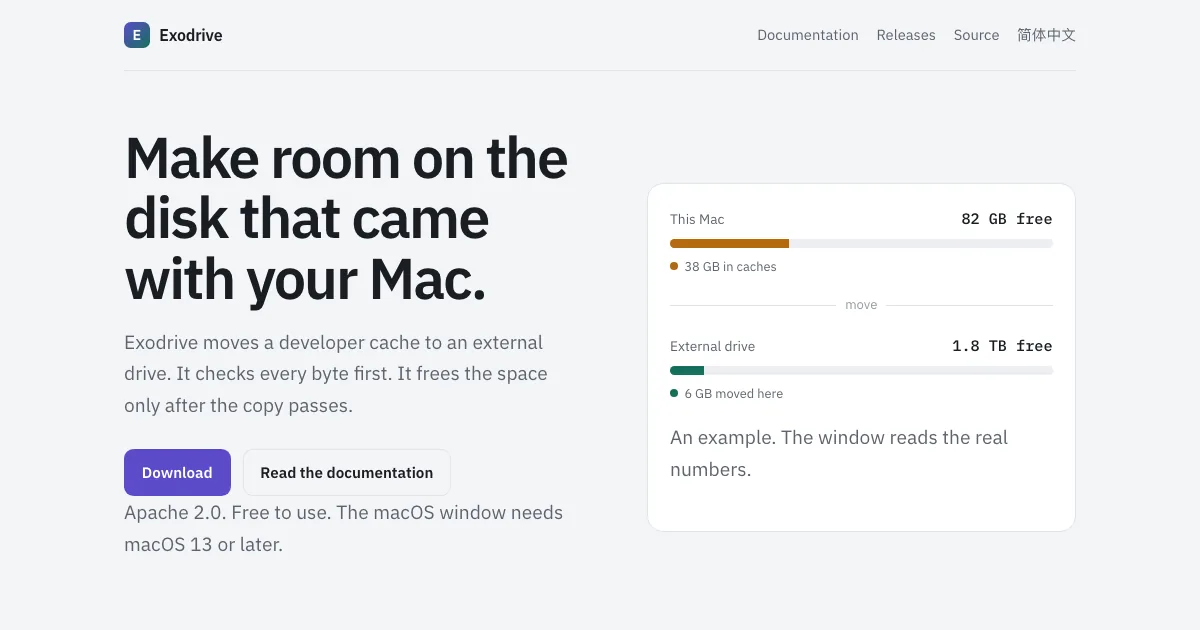 E Exodrive
Documentation Releases Source 简体中文
Make room on the
disk that came
with your Mac.
Exodrive moves a developer cache to an external
drive. It checks every byte first. It frees the space
only after the copy passes.
Download Read the documentation
Apache 2.0. Free to use. The macOS window needs
macOS 13 or later.
This Mac 82 GB free
38 GB in caches
move
External drive 1.8 TB free
6 GB moved here
An example. The window reads the real
numbers.